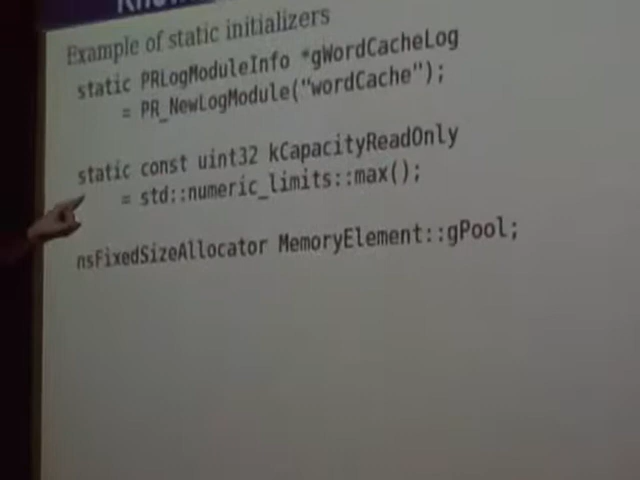 Example of static initializers
static PRLogModuleInfo *gWordCacheLog
= PR_NewLogModule("wordCache");
static const uint32 kCapacityReadOnly
= std::numeric_limits::max();
nsFixedSizeAllocator MemoryElement::gPool;